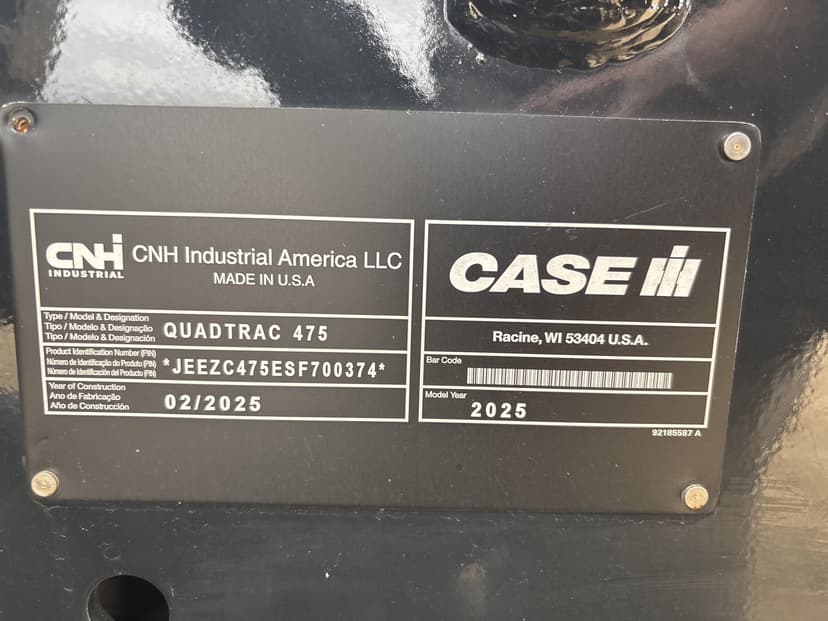 CNH
INDUSTRIAL
CNH Industrial America LLC
MADE IN U.S.A
Type / Model & Designation
Tipo / Modelo & Designação
Tipo / Modelo & Designación
QUADTRAC 475
Product Identification Number (PIN)
Número de Identificação do Produto (PIN)
Número de Identificación del Producto (PIN)
*JEEZC475ESF700374*
Year of Construction
Ano de Fabricação
Año de Construcción
02/2025
CASE IH
Racine, WI 53404 U.S.A.
Bar Code
Model Year
2025
92185587 A